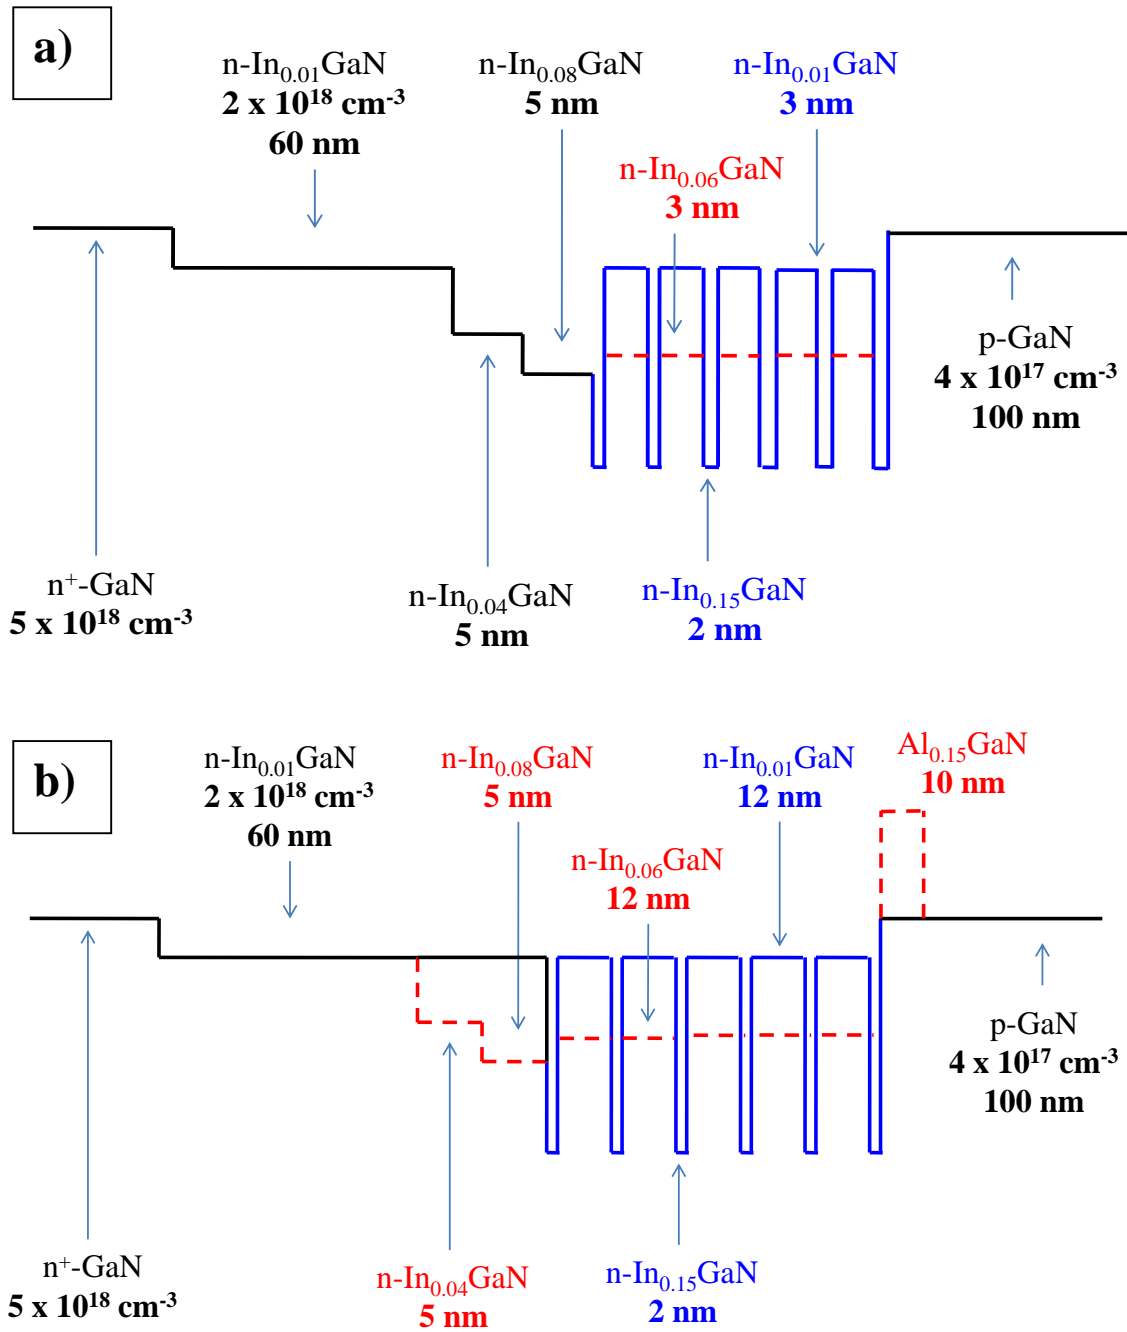 a)
n-In₀.₀₁GaN
2 x 10¹⁸ cm⁻³
60 nm
n-In₀.₀₈GaN
5 nm
n-In₀.₀₁GaN
3 nm
n-In₀.₀₆GaN
3 nm
p-GaN
4 x 10¹⁷ cm⁻³
100 nm
n⁺-GaN
5 x 10¹⁸ cm⁻³
n-In₀.₀₄GaN
5 nm
n-In₀.₁₅GaN
2 nm
b)
n-In₀.₀₁GaN
2 x 10¹⁸ cm⁻³
60 nm
n-In₀.₀₈GaN
5 nm
n-In₀.₀₁GaN
12 nm
Al₀.₁₅GaN
10 nm
n-In₀.₀₆GaN
12 nm
p-GaN
4 x 10¹⁷ cm⁻³
100 nm
n⁺-GaN
5 x 10¹⁸ cm⁻³
n-In₀.₀₄GaN
5 nm
n-In₀.₁₅GaN
2 nm